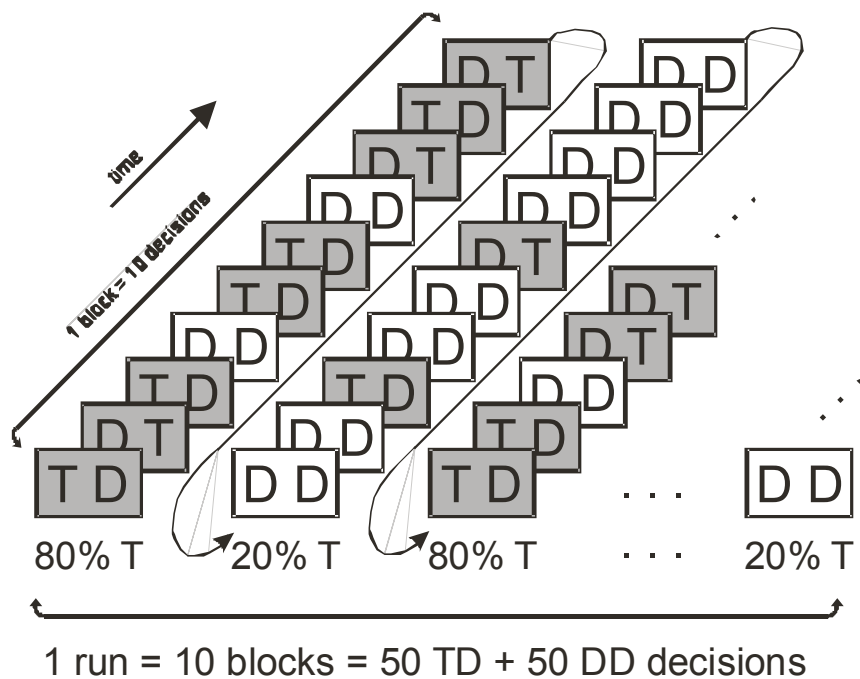 D T D D
T D D D
D T D D
time
D D D D
T D D T
1 block = 10 decisions
T D D D D T
D D D D D T
T D T D D D
D T D D T D
T D D D T D . . . D D
80% T 20% T 80% T . . . 20% T
1 run = 10 blocks = 50 TD + 50 DD decisions